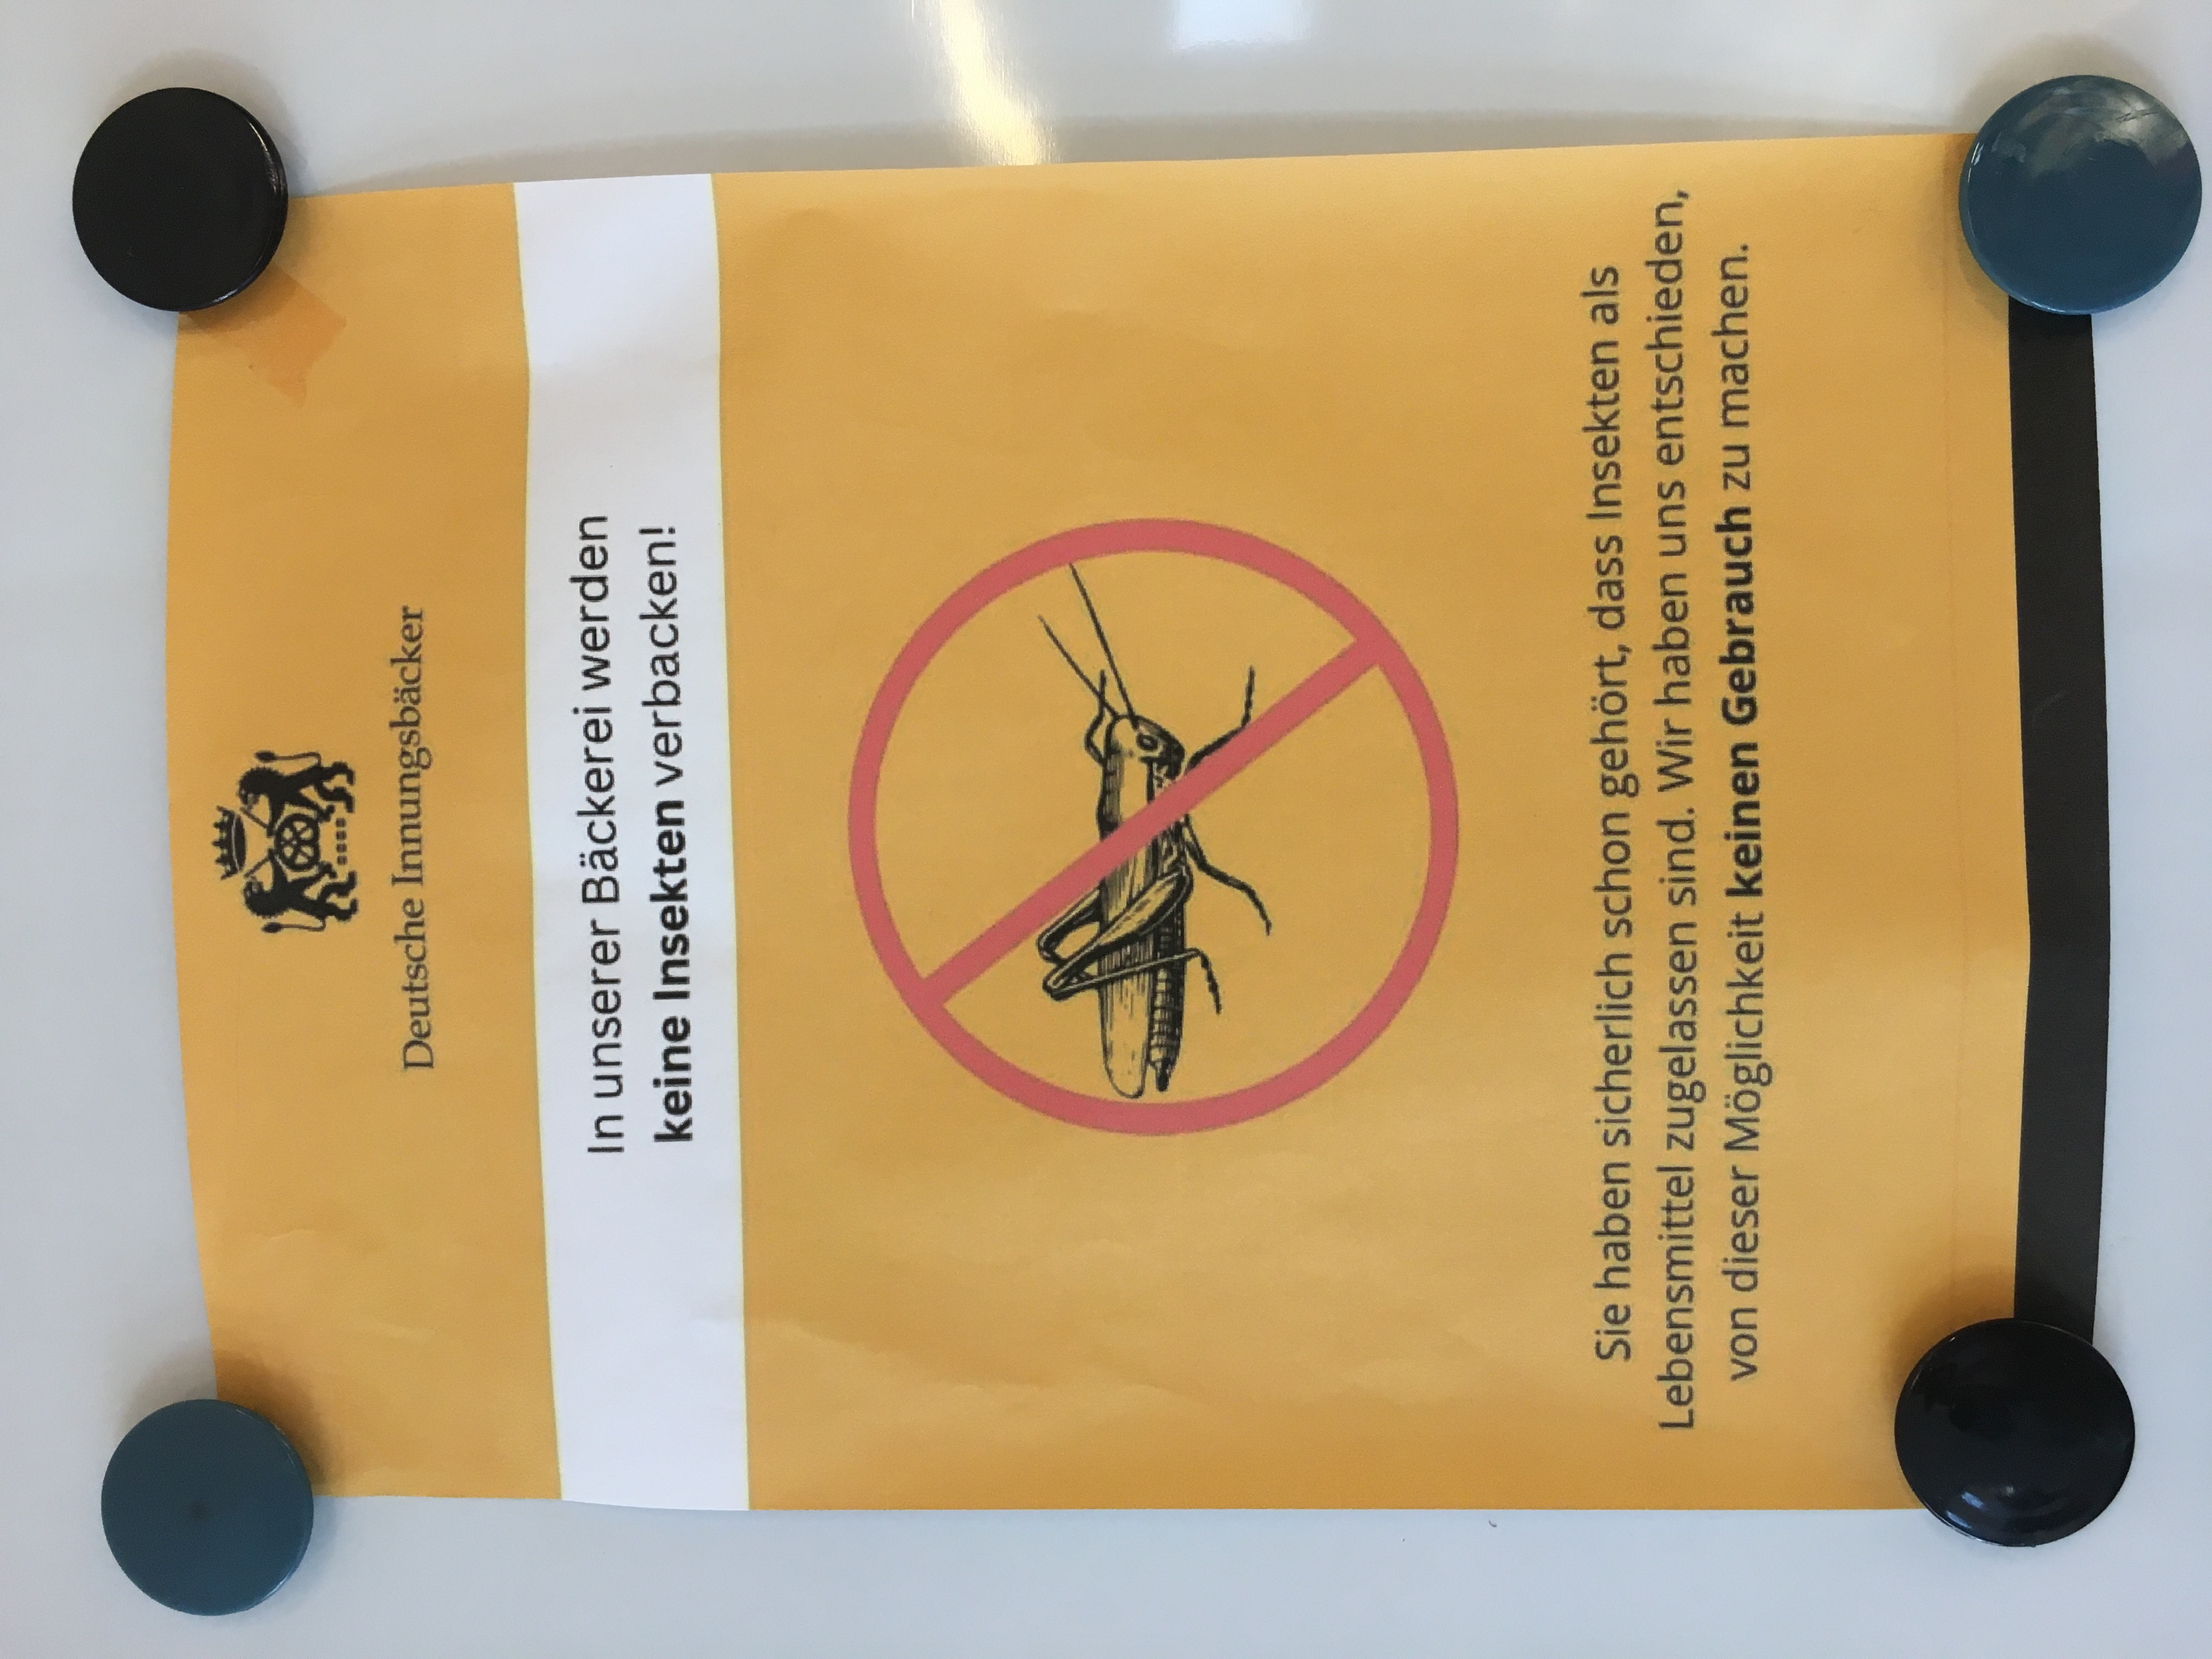 Deutsche Innungsbäcker
In unserer Bäckerei werden
keine Insekten verbacken!
Sie haben sicherlich schon gehört, dass Insekten als
Lebensmittel zugelassen sind. Wir haben uns entschieden,
von dieser Möglichkeit keinen Gebrauch zu machen.